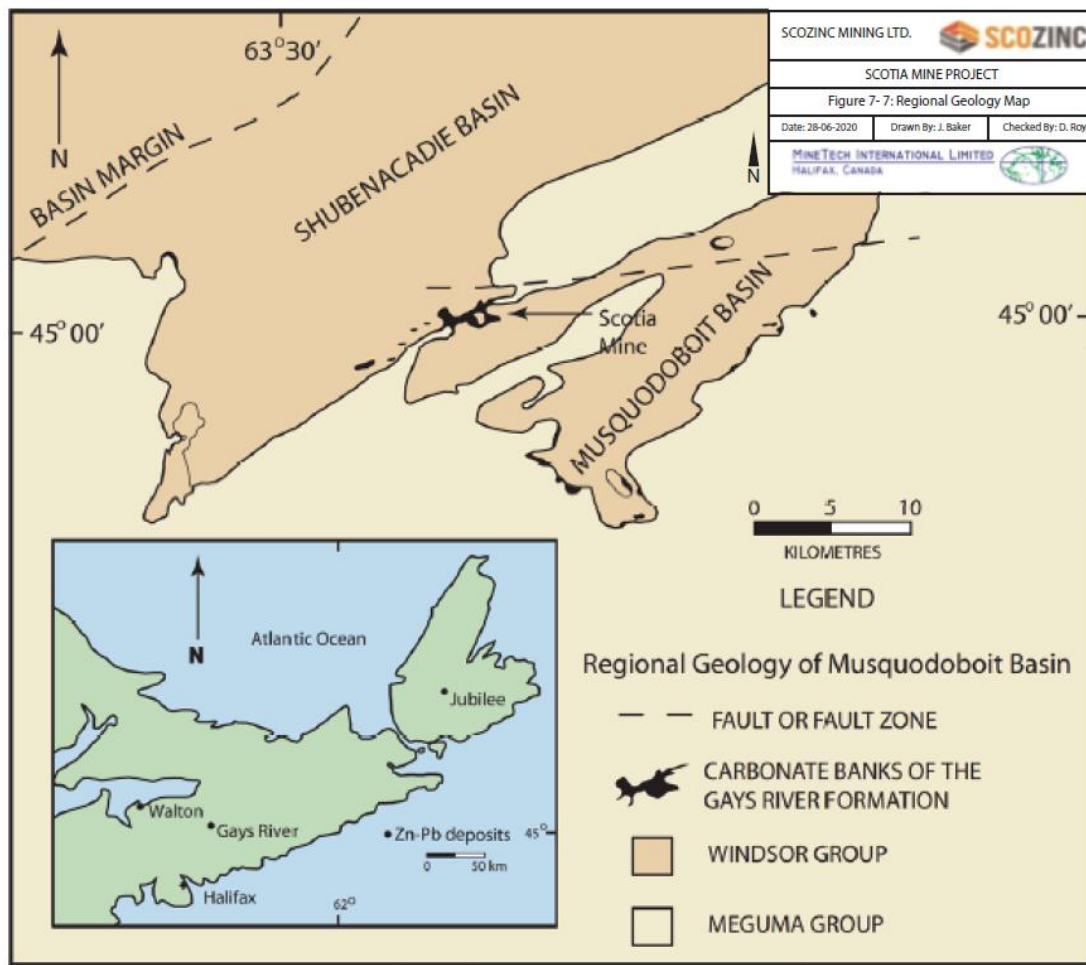 SCOZINC MINING LTD.
SCOZINC
SCOTIA MINE PROJECT
Figure 7- 7: Regional Geology Map
Date: 28-06-2020
Drawn By: J. Baker
Checked By: D. Roy
MINETECH INTERNATIONAL LIMITED
HALIFAX, CANADA
63°30'
N
N
BASIN MARGIN
SHUBENACADIE BASIN
45°00'
45°00'
Scotia
Mine
MUSQUODOBOIT BASIN
0 5 10
KILOMETRES
LEGEND
Regional Geology of Musquodoboit Basin
FAULT OR FAULT ZONE
CARBONATE BANKS OF THE
GAYS RIVER FORMATION
WINDSOR GROUP
MEGUMA GROUP
N
Atlantic Ocean
Jubilee
Walton
Gays River
Zn-Pb deposits
45°
0 50 km
Halifax
62°